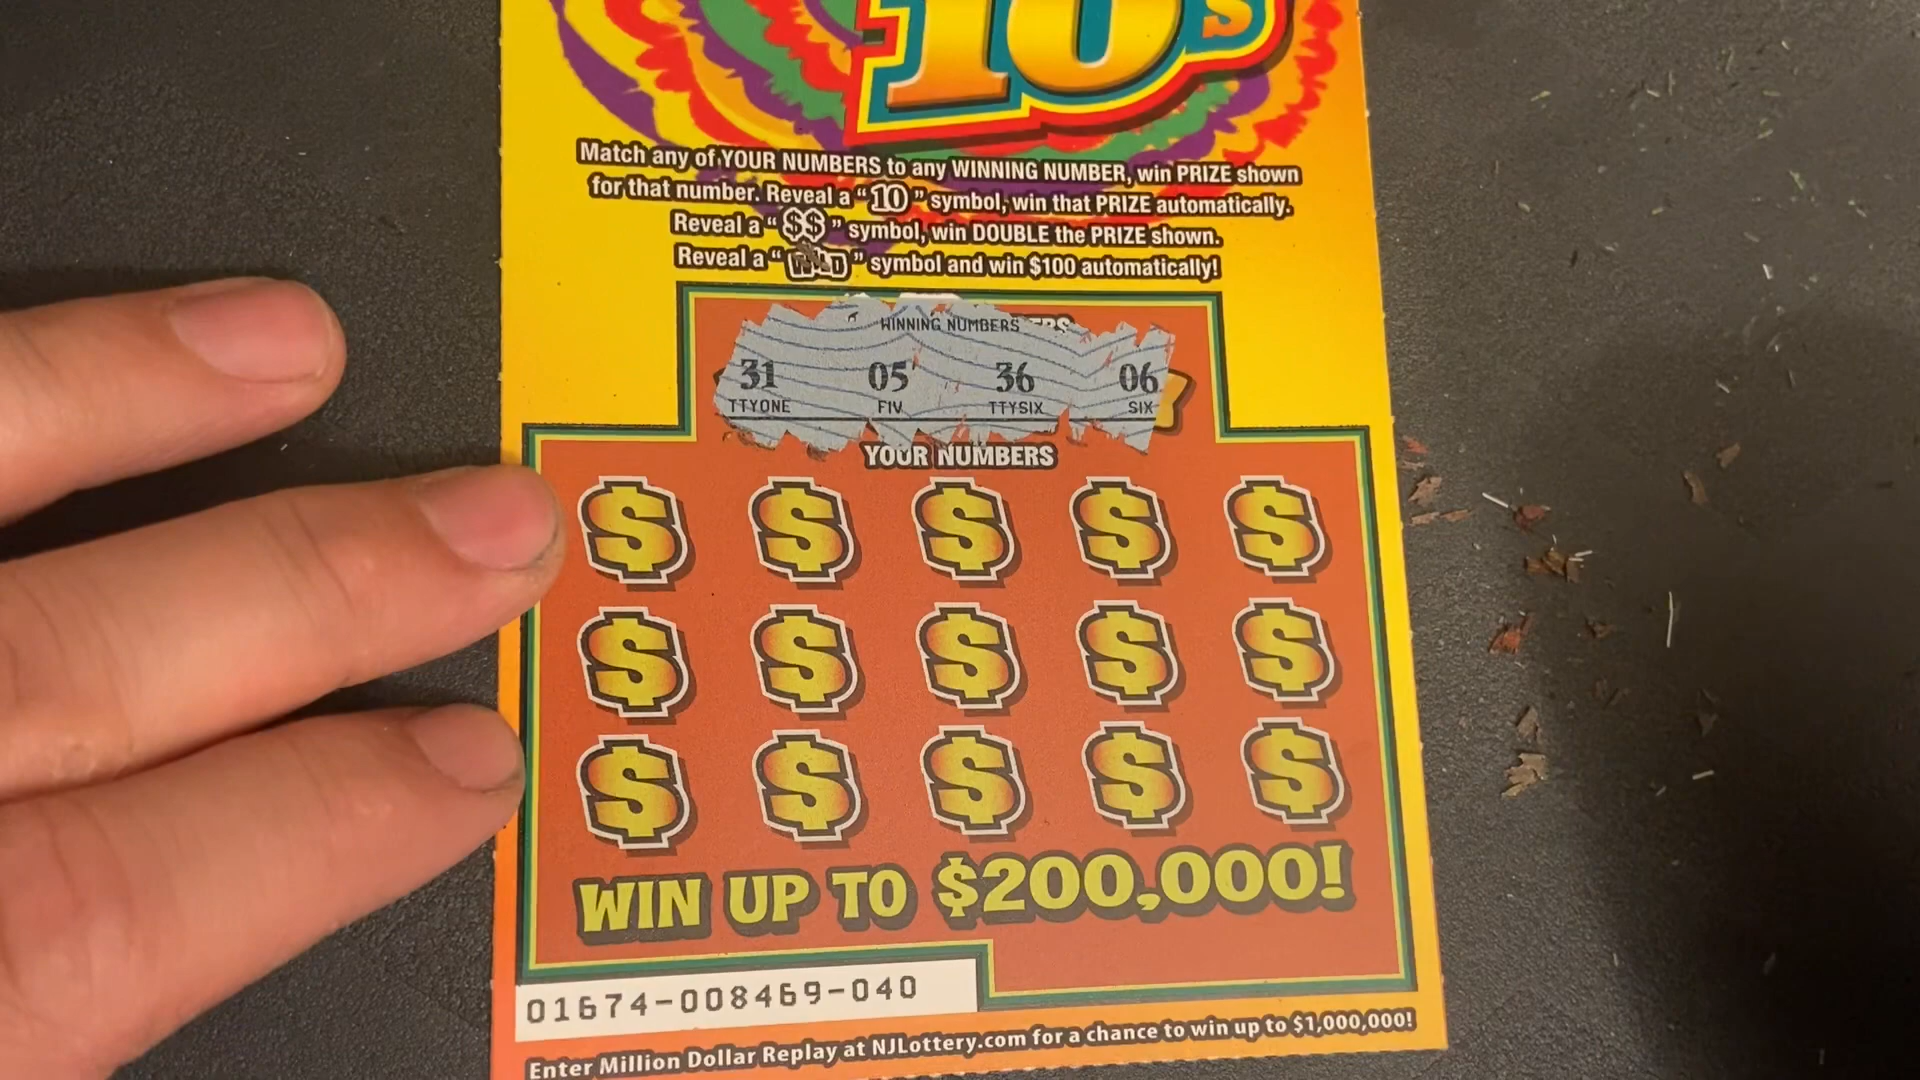 10s
Match any of YOUR NUMBERS to any WINNING NUMBER, win PRIZE shown
for that number. Reveal a "10" symbol, win that PRIZE automatically.
Reveal a "$$" symbol, win DOUBLE the PRIZE shown.
Reveal a "WILD" symbol and win $100 automatically!
WINNING NUMBERS
31 05 36 06
TTYONE FIV TTYSIX SIX
YOUR NUMBERS
$ $ $ $ $
$ $ $ $ $
$ $ $ $ $
WIN UP TO $200,000!
01674-008469-040
Enter Million Dollar Replay at NJLottery.com for a chance to win up to $1,000,000!